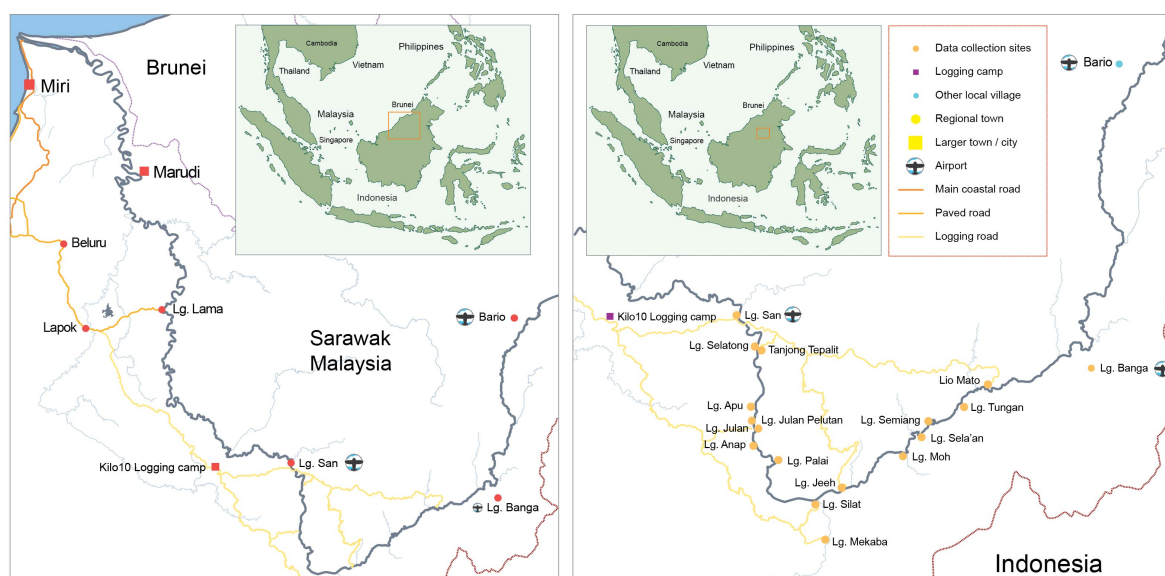 Brunei
Miri
Marudi
Beluru
Lg. Lama
Lapok
Bario
Sarawak
Malaysia
Kilo10 Logging camp
Lg. San
Lg. Banga
Cambodia
Philippines
Thailand
Vietnam
Brunei
Malaysia
Singapore
Indonesia
Cambodia
Philippines
Thailand
Vietnam
Brunei
Malaysia
Singapore
Indonesia
Data collection sites
Logging camp
Other local village
Regional town
Larger town / city
Airport
Main coastal road
Paved road
Logging road
Bario
Kilo10 Logging camp
Lg. San
Lg. Selatong
Tanjong Tepalit
Lg. Banga
Lio Mato
Lg. Apu
Lg. Tungan
Lg. Julan Pelutan
Lg. Semiang
Lg. Julan
Lg. Sela'an
Lg. Anap
Lg. Moh
Lg. Palai
Lg. Jeeh
Lg. Silat
Lg. Mekaba
Indonesia